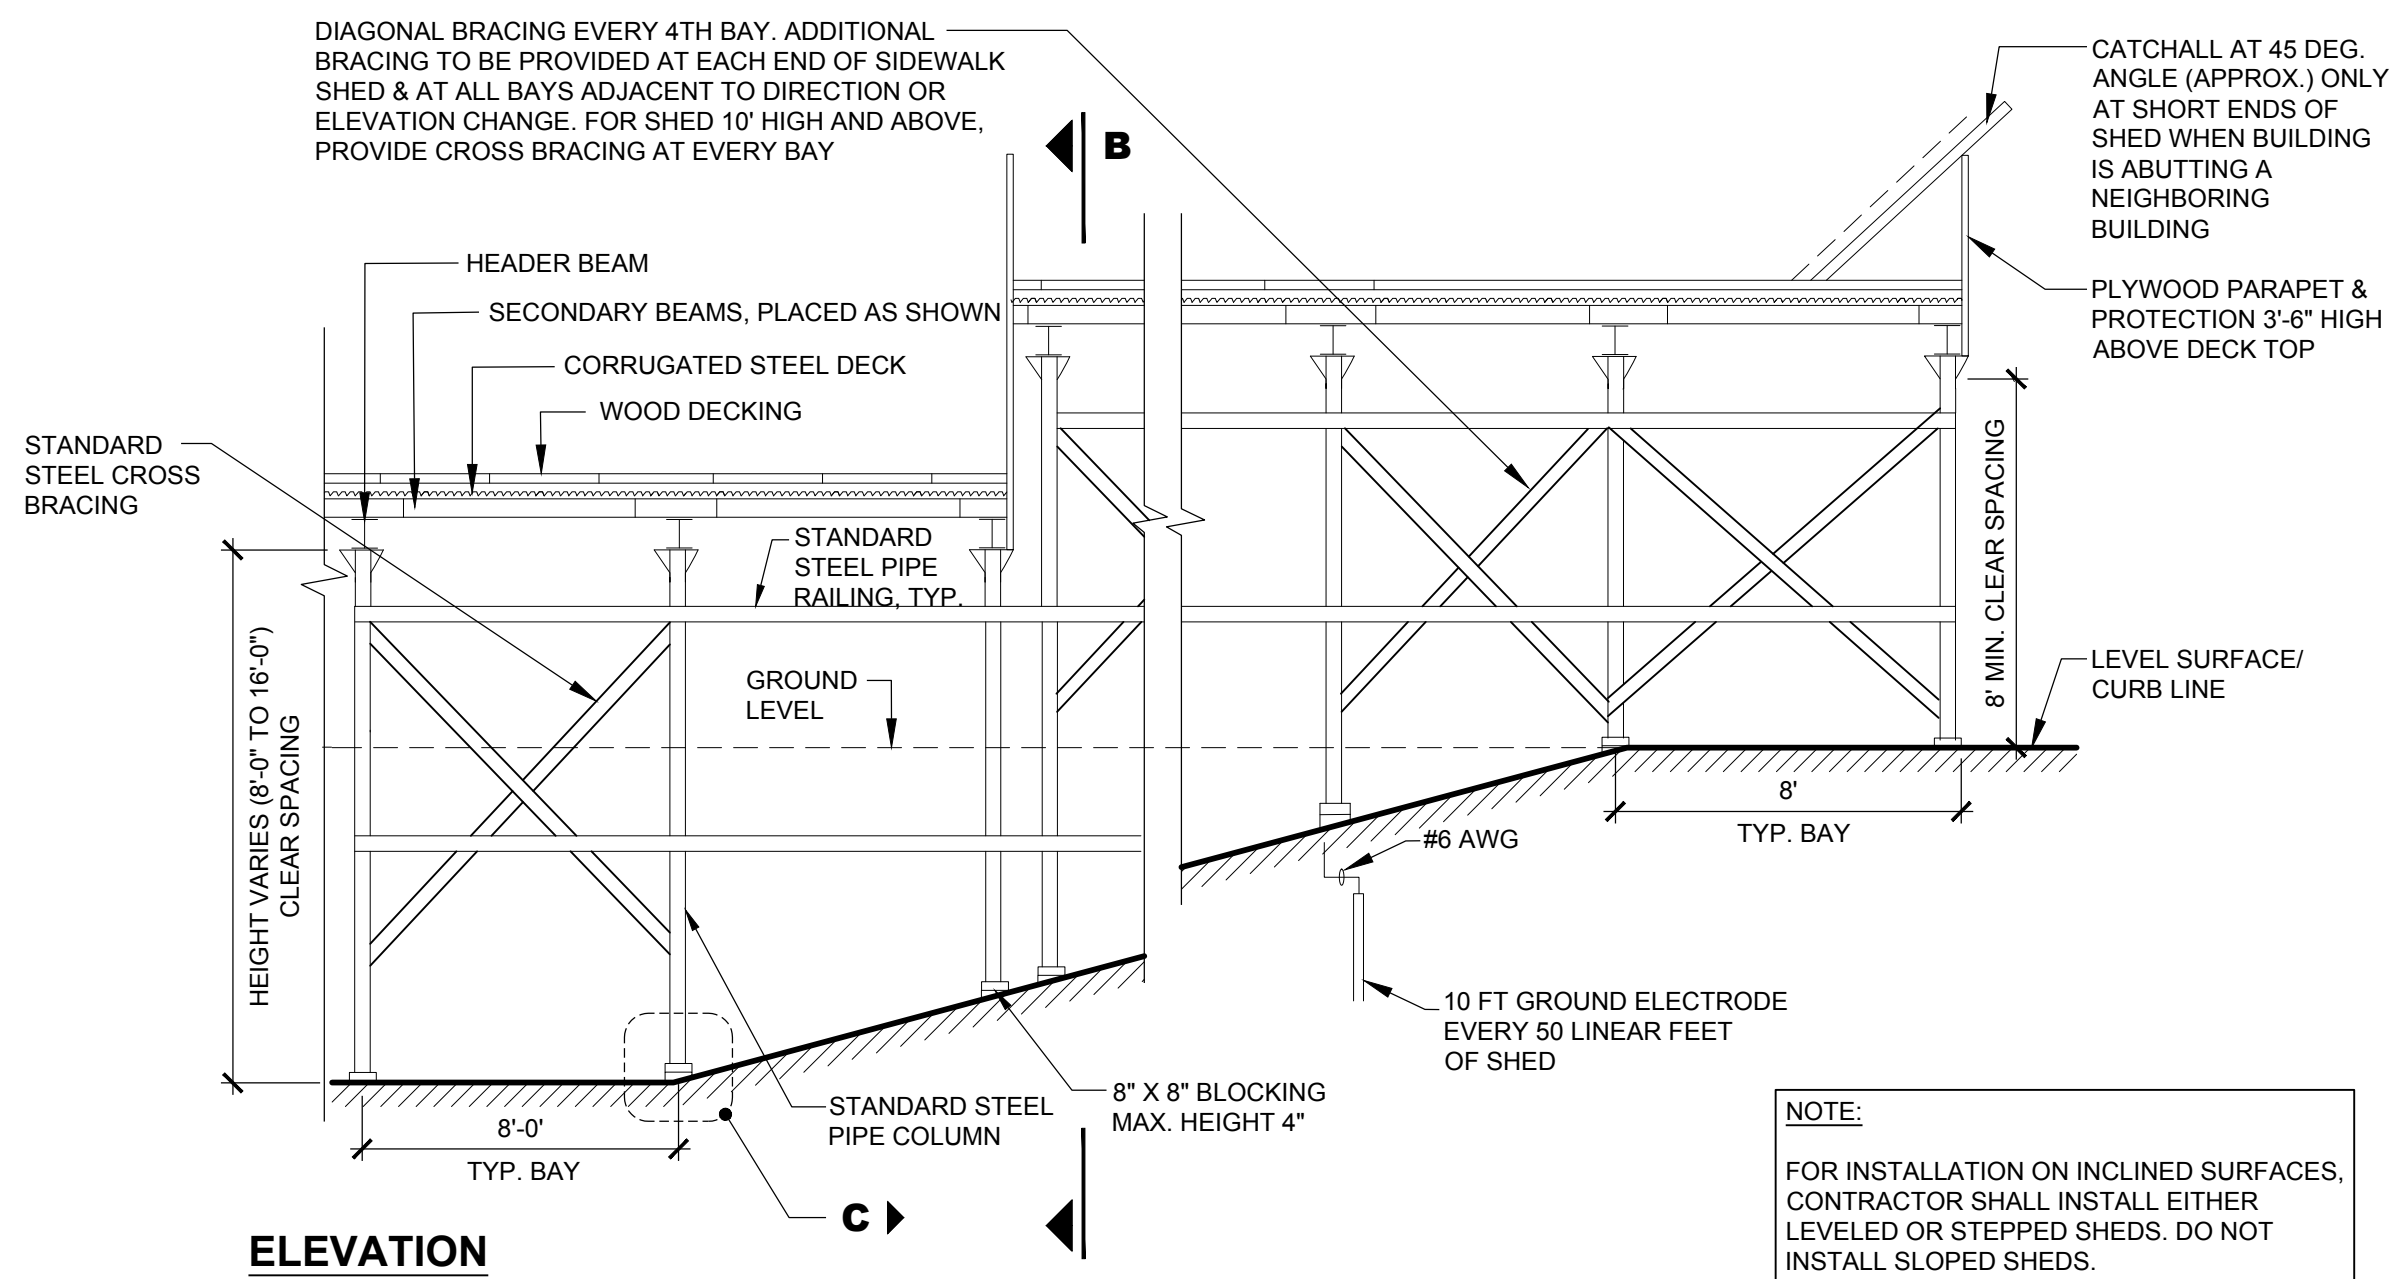 DIAGONAL BRACING EVERY 4TH BAY. ADDITIONAL
BRACING TO BE PROVIDED AT EACH END OF SIDEWALK
SHED & AT ALL BAYS ADJACENT TO DIRECTION OR
ELEVATION CHANGE. FOR SHED 10' HIGH AND ABOVE,
PROVIDE CROSS BRACING AT EVERY BAY
B
CATCHALL AT 45 DEG.
ANGLE (APPROX.) ONLY
AT SHORT ENDS OF
SHED WHEN BUILDING
IS ABUTTING A
NEIGHBORING
BUILDING
HEADER BEAM
SECONDARY BEAMS, PLACED AS SHOWN
CORRUGATED STEEL DECK
WOOD DECKING
PLYWOOD PARAPET &
PROTECTION 3'-6" HIGH
ABOVE DECK TOP
STANDARD
STEEL CROSS
BRACING
STANDARD
STEEL PIPE
RAILING, TYP.
8' MIN. CLEAR SPACING
GROUND
LEVEL
LEVEL SURFACE/
CURB LINE
HEIGHT VARIES (8'-0" TO 16'-0")
CLEAR SPACING
8'
TYP. BAY
#6 AWG
10 FT GROUND ELECTRODE
EVERY 50 LINEAR FEET
OF SHED
8" X 8" BLOCKING
MAX. HEIGHT 4"
STANDARD STEEL
PIPE COLUMN
8'-0'
TYP. BAY
C
ELEVATION
NOTE:
FOR INSTALLATION ON INCLINED SURFACES,
CONTRACTOR SHALL INSTALL EITHER
LEVELED OR STEPPED SHEDS. DO NOT
INSTALL SLOPED SHEDS.